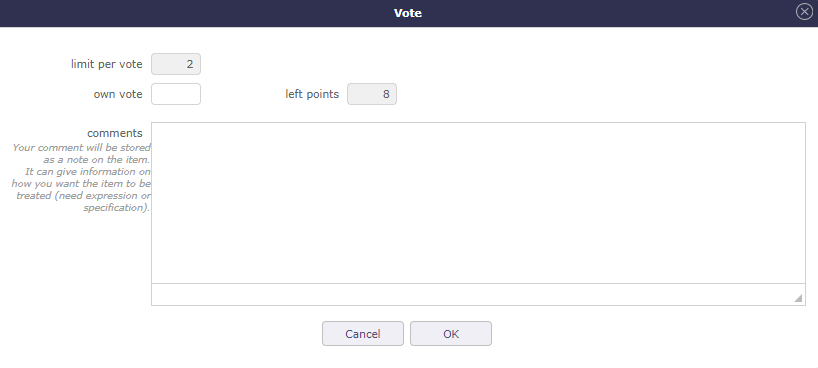 Vote
limit per vote 2
own vote left points 8
comments
Your comment will be stored
as a note on the item.
It can give information on
how you want the item to be
treated (need expression or
specification).
Cancel OK